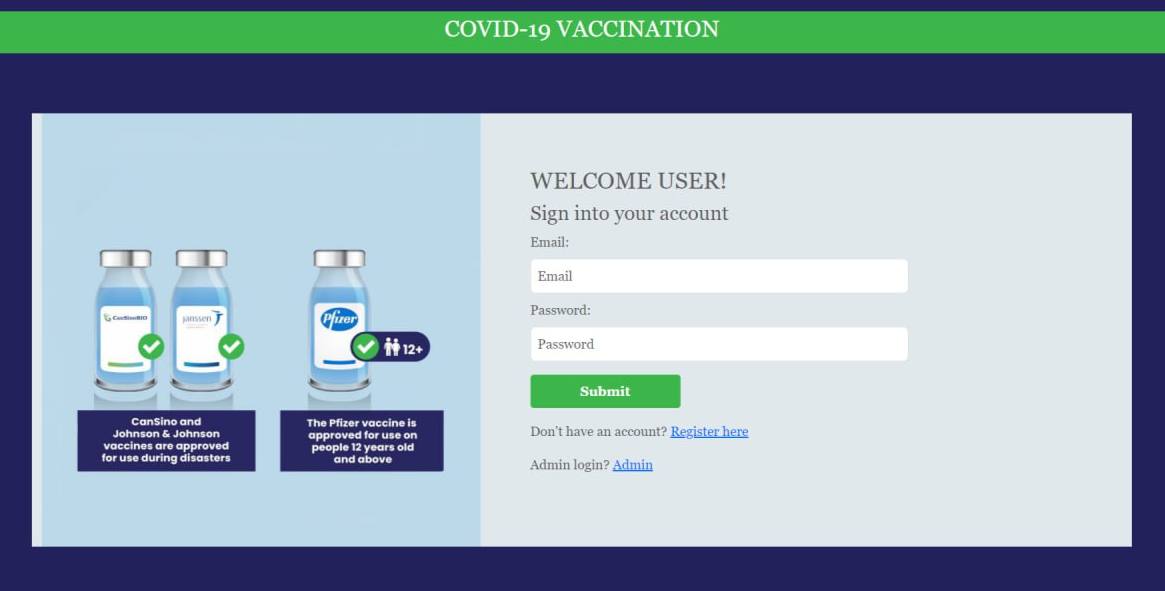 COVID-19 VACCINATION
WELCOME USER!
Sign into your account
Email:
Email
Password:
Password
Submit
Don't have an account? Register here
Admin login? Admin
CanSinoBIO
janssen
Pfizer
12+
CanSino and
Johnson & Johnson
vaccines are approved
for use during disasters
The Pfizer vaccine is
approved for use on
people 12 years old
and above